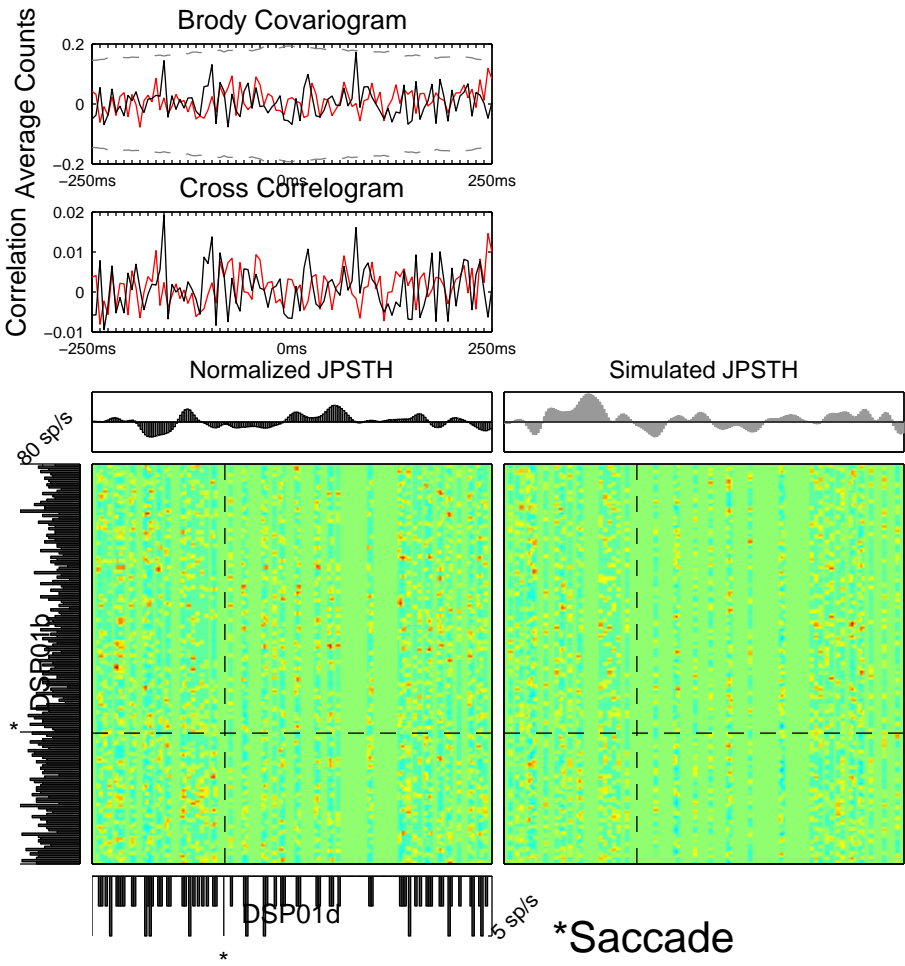 Brody Covariogram
Average Counts
0.2
0
−0.2
−250ms
0ms
250ms
Cross Correlogram
Correlation
0.02
0.01
0
−0.01
−250ms
0ms
250ms
Normalized JPSTH
Simulated JPSTH
80 sp/s
DSP01b
*
DSP01d
-5 sp/s
*
*Saccade